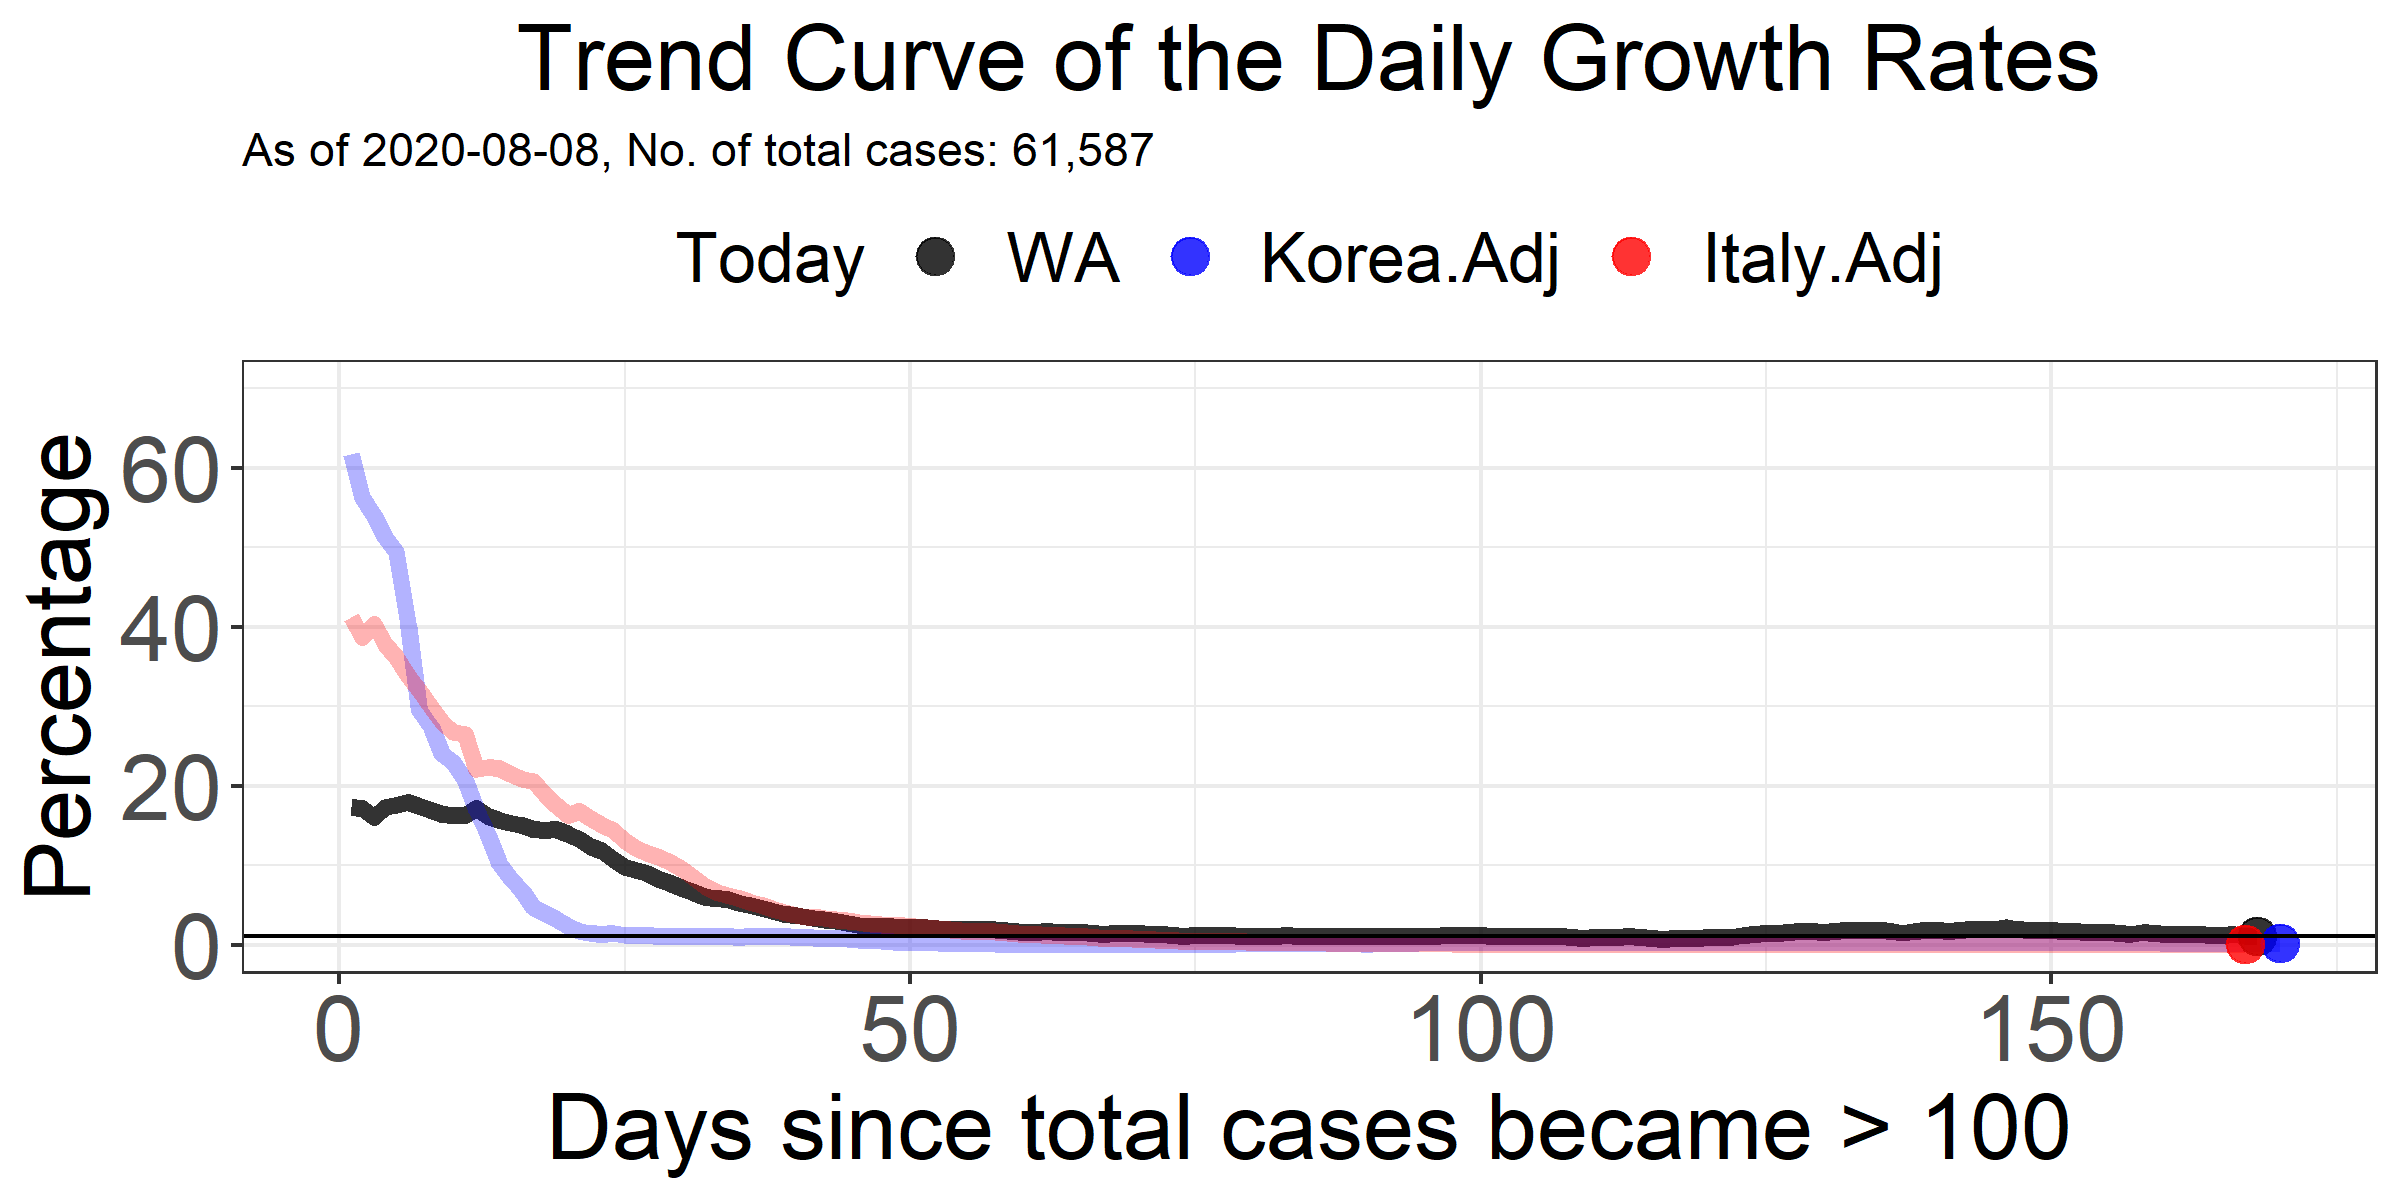 Trend Curve of the Daily Growth Rates
As of 2020-08-08, No. of total cases: 61,587
Today WA Korea.Adj Italy.Adj
Percentage
60
40
20
0
0 50 100 150
Days since total cases became > 100